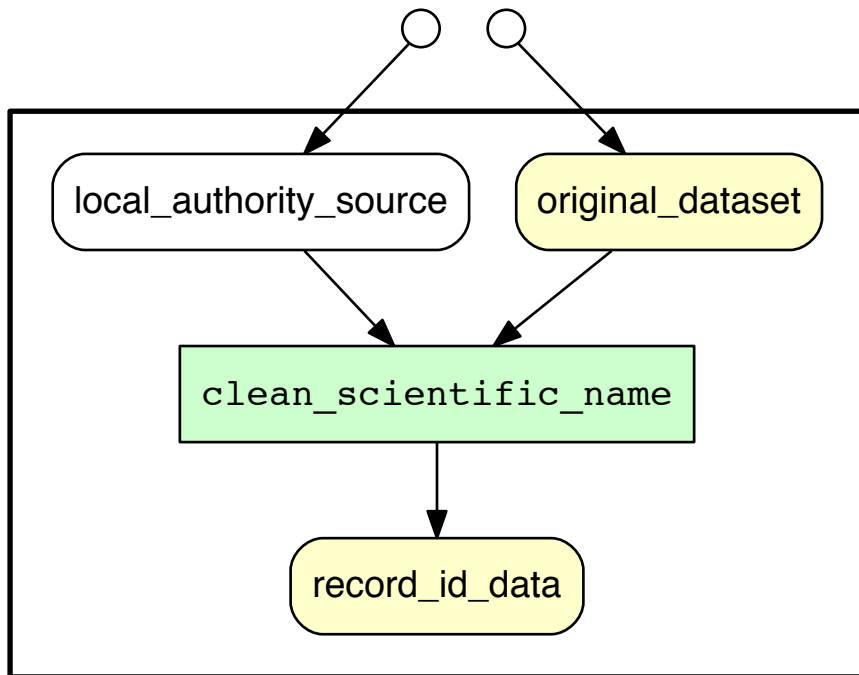 local_authority_source
original_dataset
clean_scientific_name
record_id_data